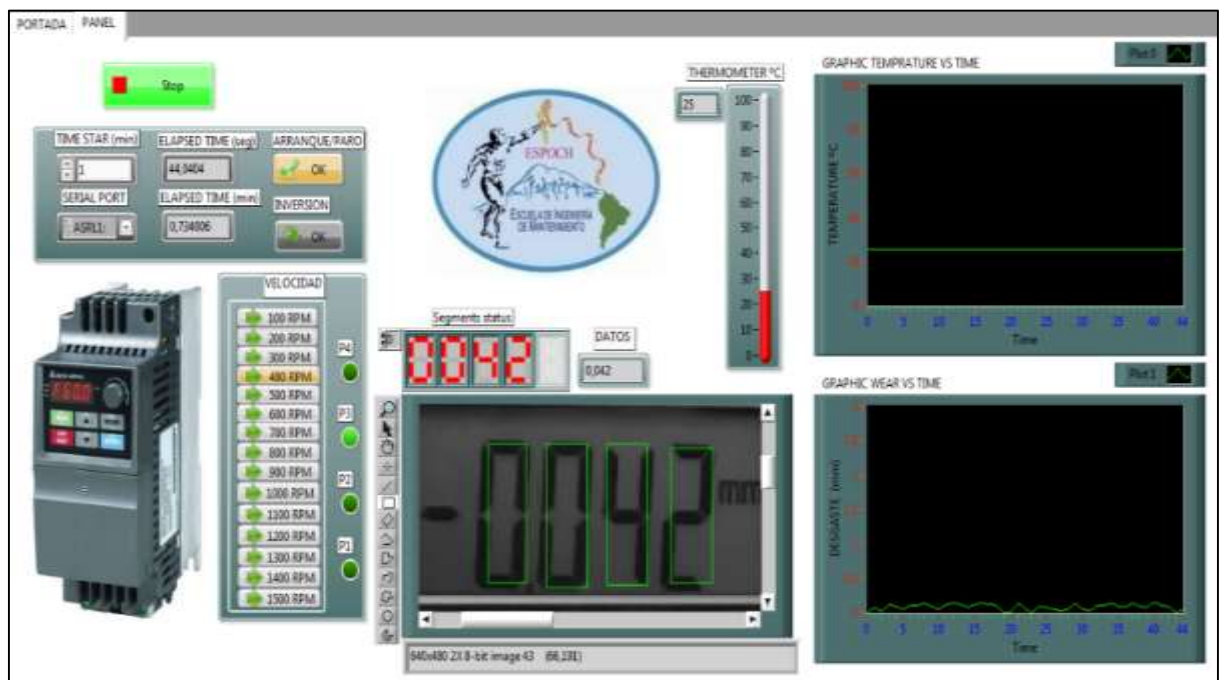 PORTADA PANEL
Stop
TIME STAR (min) ELAPSED TIME (seg) ARRANQUE/PARO
1 44,0404 OK
SERIAL PORT ELAPSED TIME (min) INVERSION
ASRL1: 0,734006 OK
VELOCIDAD
100 RPM
200 RPM
300 RPM
400 RPM
500 RPM
600 RPM
700 RPM
800 RPM
900 RPM
1000 RPM
1100 RPM
1200 RPM
1300 RPM
1400 RPM
1500 RPM
P4
P3
P2
P1
ESPOCH
ESCUELA DE INGENIERÍA
DE MANTENIMIENTO
THERMOMETER ºC
25
100
90
80
70
60
50
40
30
20
10
0
Segments status
0042
DATOS
0,042
-0042 mm
640x480 2X 8-bit image 43
GRAPHIC TEMPRATURE VS TIME
Plot 0
TEMPERATURE ºC
0 5 10 15 20 25 30 35 40 44
Time
GRAPHIC WEAR VS TIME
Plot 1
DESGASTE (mm)
0 5 10 15 20 25 30 35 40 44
Time